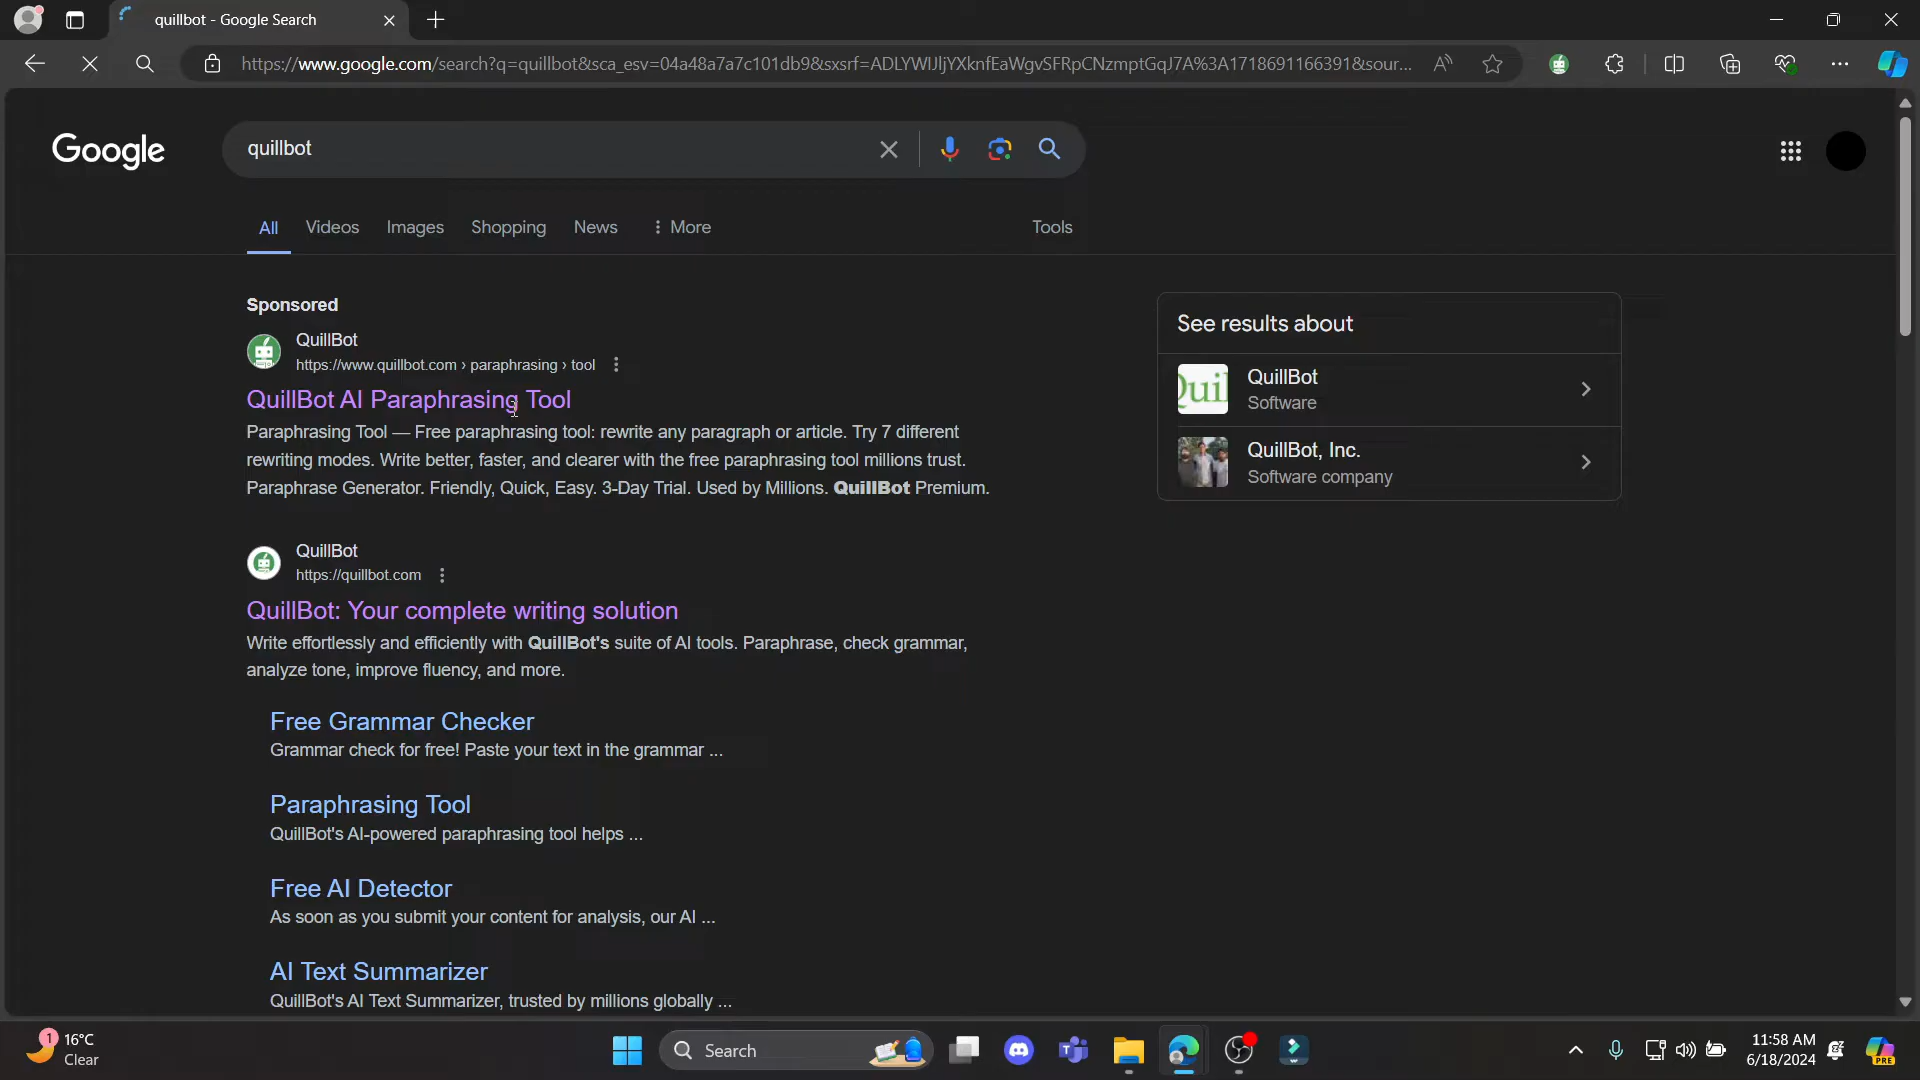 quillbot - Google Search
https://www.google.com/search?q=quillbot&sca_esv=04a48a7a7c101db9&sxsrf=ADLYWIJIjYXknfEaWgvSFRpCNzmptGqJ7A%3A1718691166391&sour...
Google
quillbot
All Videos Images Shopping News More Tools
Sponsored
QuillBot
https://www.quillbot.com › paraphrasing › tool
QuillBot AI Paraphrasing Tool
Paraphrasing Tool — Free paraphrasing tool: rewrite any paragraph or article. Try 7 different
rewriting modes. Write better, faster, and clearer with the free paraphrasing tool millions trust.
Paraphrase Generator. Friendly, Quick, Easy. 3-Day Trial. Used by Millions. QuillBot Premium.
See results about
QuillBot
Software
QuillBot, Inc.
Software company
QuillBot
https://quillbot.com
QuillBot: Your complete writing solution
Write effortlessly and efficiently with QuillBot's suite of AI tools. Paraphrase, check grammar,
analyze tone, improve fluency, and more.
Free Grammar Checker
Grammar check for free! Paste your text in the grammar ...
Paraphrasing Tool
QuillBot's AI-powered paraphrasing tool helps ...
Free AI Detector
As soon as you submit your content for analysis, our AI ...
AI Text Summarizer
QuillBot's AI Text Summarizer, trusted by millions globally ...
1
16°C
Clear
Search
11:58 AM
6/18/2024
PRE